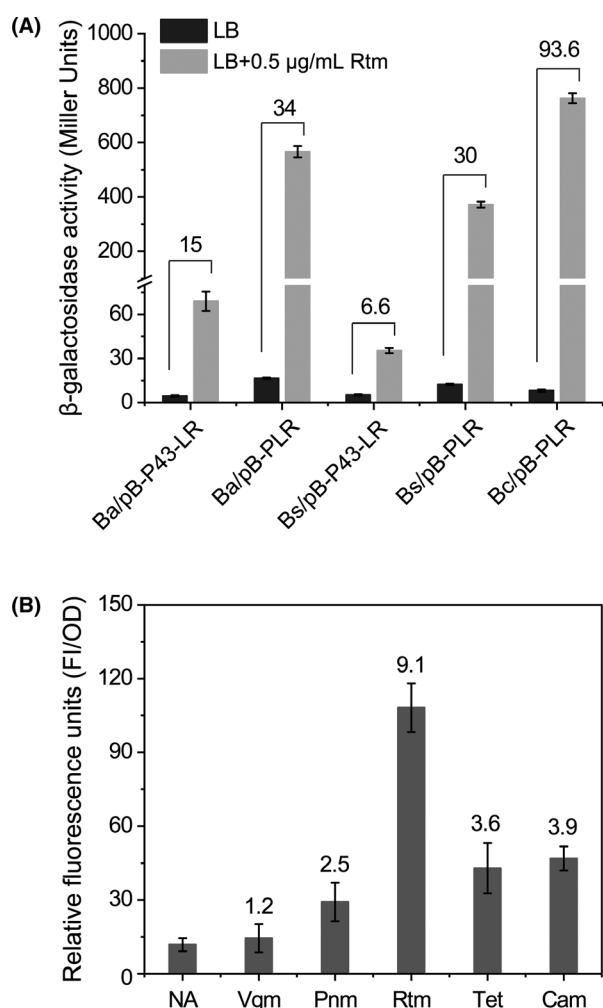 (A)
LB
LB+0.5 µg/mL Rtm
β-galactosidase activity (Miller Units)
1000
800
600
400
200
60
30
0
15
34
6.6
30
93.6
Ba/pB-P43-LR
Ba/pB-PLR
Bs/pB-P43-LR
Bs/pB-PLR
Bc/pB-PLR
(B)
Relative fluorescence units (FI/OD)
150
120
90
60
30
0
1.2
2.5
9.1
3.6
3.9
NA
Vgm
Pnm
Rtm
Tet
Cam